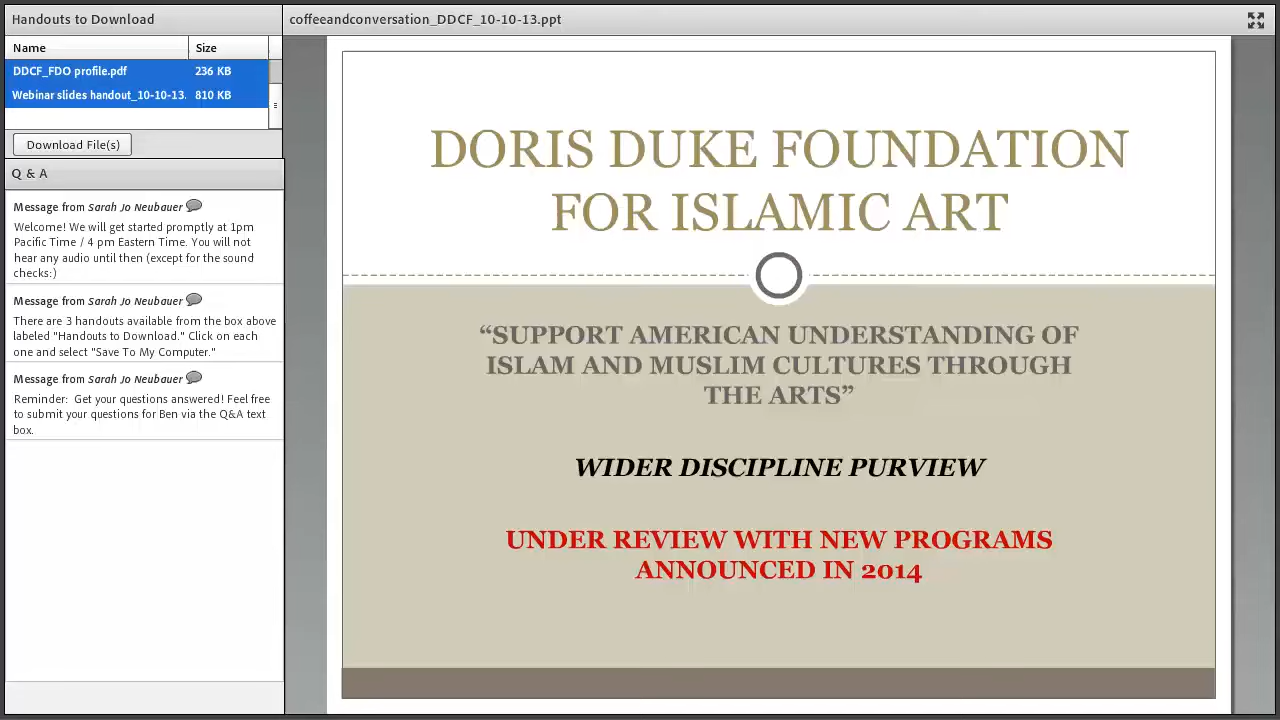 Handouts to Download
Name Size
DDCF_FDO profile.pdf 236 KB
Webinar slides handout_10-10-13. 810 KB
Download File(s)
Q & A
Message from Sarah Jo Neubauer
Welcome! We will get started promptly at 1pm
Pacific Time / 4 pm Eastern Time. You will not
hear any audio until then (except for the sound
checks:)
Message from Sarah Jo Neubauer
There are 3 handouts available from the box above
labeled "Handouts to Download." Click on each
one and select "Save To My Computer."
Message from Sarah Jo Neubauer
Reminder:  Get your questions answered! Feel free
to submit your questions for Ben via the Q&A text
box.
coffeeandconversation_DDCF_10-10-13.ppt
DORIS DUKE FOUNDATION
FOR ISLAMIC ART
“SUPPORT AMERICAN UNDERSTANDING OF
ISLAM AND MUSLIM CULTURES THROUGH
THE ARTS”
WIDER DISCIPLINE PURVIEW
UNDER REVIEW WITH NEW PROGRAMS
ANNOUNCED IN 2014